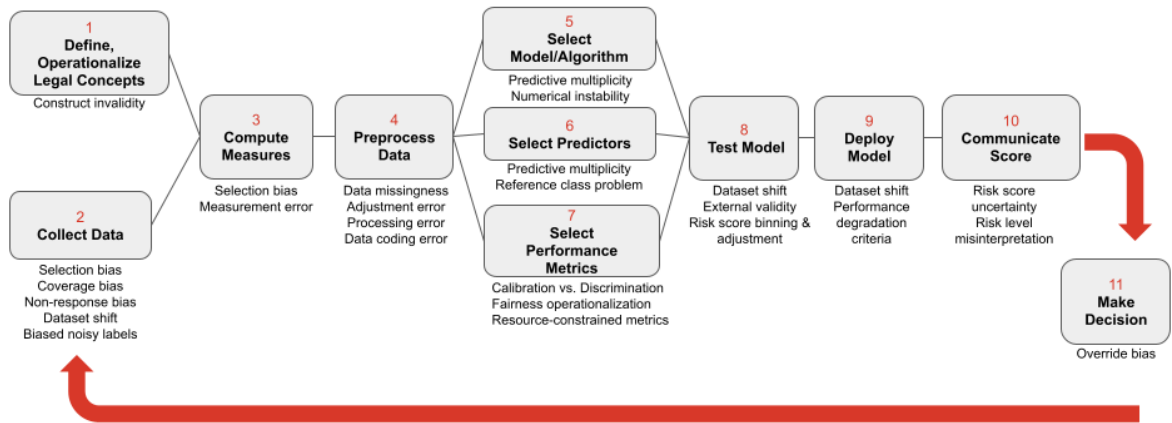 1
Define,
Operationalize
Legal Concepts
Construct invalidity
2
Collect Data
Selection bias
Coverage bias
Non-response bias
Dataset shift
Biased noisy labels
3
Compute
Measures
Selection bias
Measurement error
4
Preprocess
Data
Data missingness
Adjustment error
Processing error
Data coding error
5
Select
Model/Algorithm
Predictive multiplicity
Numerical instability
6
Select Predictors
Predictive multiplicity
Reference class problem
7
Select
Performance
Metrics
Calibration vs. Discrimination
Fairness operationalization
Resource-constrained metrics
8
Test Model
Dataset shift
External validity
Risk score binning &
adjustment
9
Deploy
Model
Dataset shift
Performance
degradation
criteria
10
Communicate
Score
Risk score
uncertainty
Risk level
misinterpretation
11
Make
Decision
Override bias